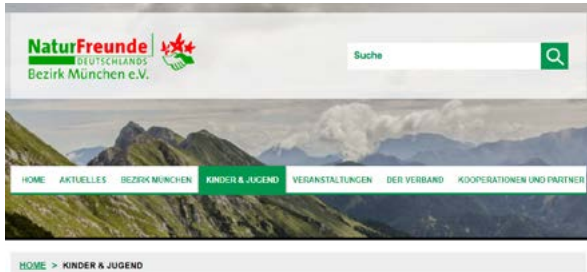 NaturFreunde
DEUTSCHLANDS
Bezirk München e.V.
Suche
HOME AKTUELLES BEZIRK MÜNCHEN KINDER & JUGEND VERANSTALTUNGEN DER VERBAND KOOPERATIONEN UND PARTNER
HOME > KINDER & JUGEND